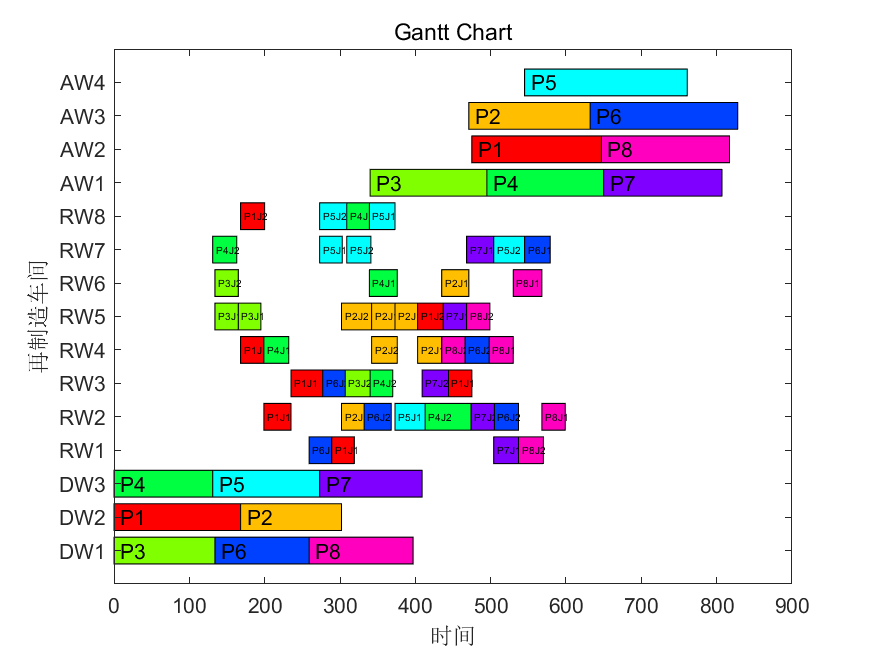 Gantt Chart
AW4 P5
AW3 P2 P6
AW2 P1 P8
AW1 P3 P4 P7
RW8 P1J2 P5J2 P4J P5J1
RW7 P4J2 P5J1 P5J2 P7J1 P5J2 P6J1
RW6 P3J2 P4J1 P2J1 P8J1
RW5 P3J P3J1 P2J2 P2J P2J P1J2 P7J P8J2
RW4 P1J P4J1 P2J2 P2J1 P8J P6J2 P8J1
RW3 P1J1 P6J P3J2 P4J2 P7J2 P1J1
RW2 P1J1 P2J P6J2 P5J1 P4J2 P7J P6J2 P8J1
RW1 P6J P1J1 P7J1 P8J2
DW3 P4 P5 P7
DW2 P1 P2
DW1 P3 P6 P8
再制造车间
0 100 200 300 400 500 600 700 800 900
时间